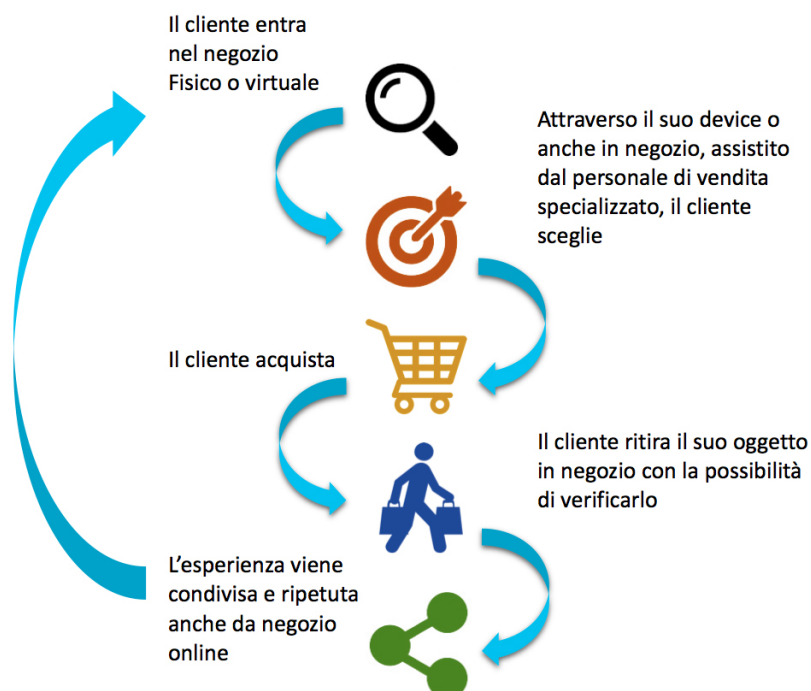 Il cliente entra
nel negozio
Fisico o virtuale
Attraverso il suo device o
anche in negozio, assistito
dal personale di vendita
specializzato, il cliente
sceglie
Il cliente acquista
Il cliente ritira il suo oggetto
in negozio con la possibilità
di verificarlo
L’esperienza viene
condivisa e ripetuta
anche da negozio
online